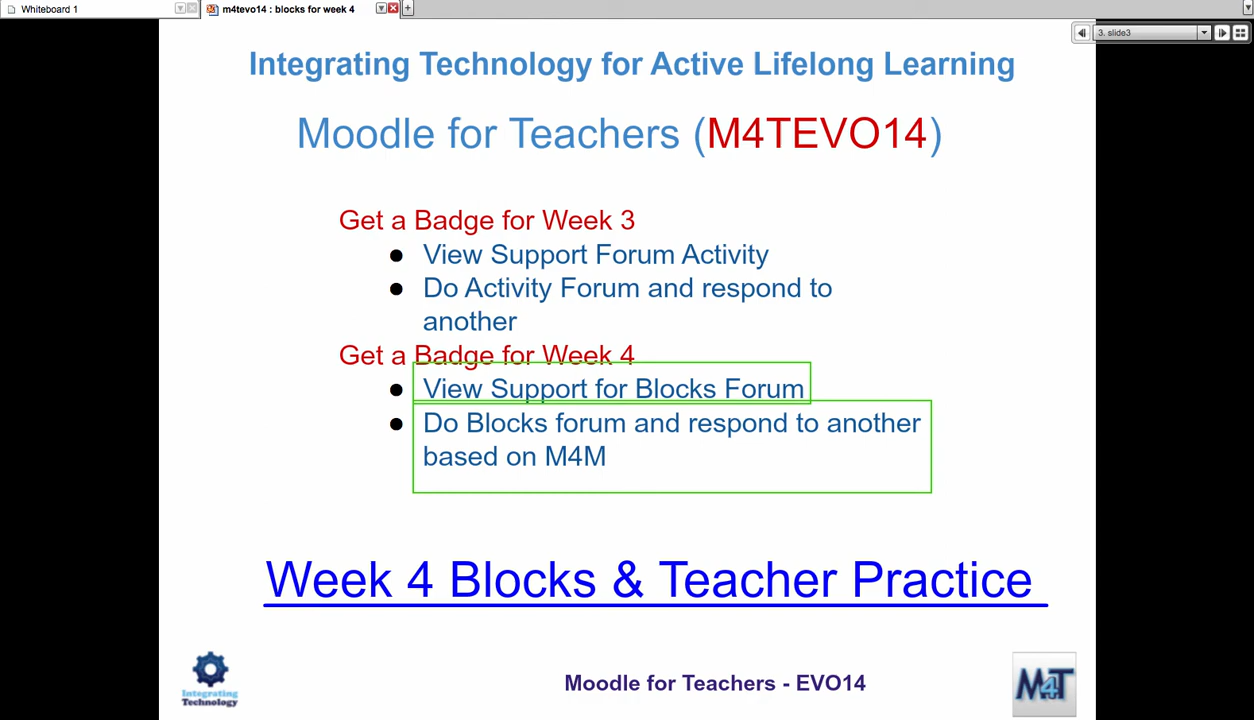 Whiteboard 1
m4tevo14 : blocks for week 4
3. slide3
Integrating Technology for Active Lifelong Learning
Moodle for Teachers (M4TEVO14)
Get a Badge for Week 3
● View Support Forum Activity
● Do Activity Forum and respond to
another
Get a Badge for Week 4
● View Support for Blocks Forum
● Do Blocks forum and respond to another
based on M4M
Week 4 Blocks & Teacher Practice
Integrating
Technology
Moodle for Teachers - EVO14
M4T